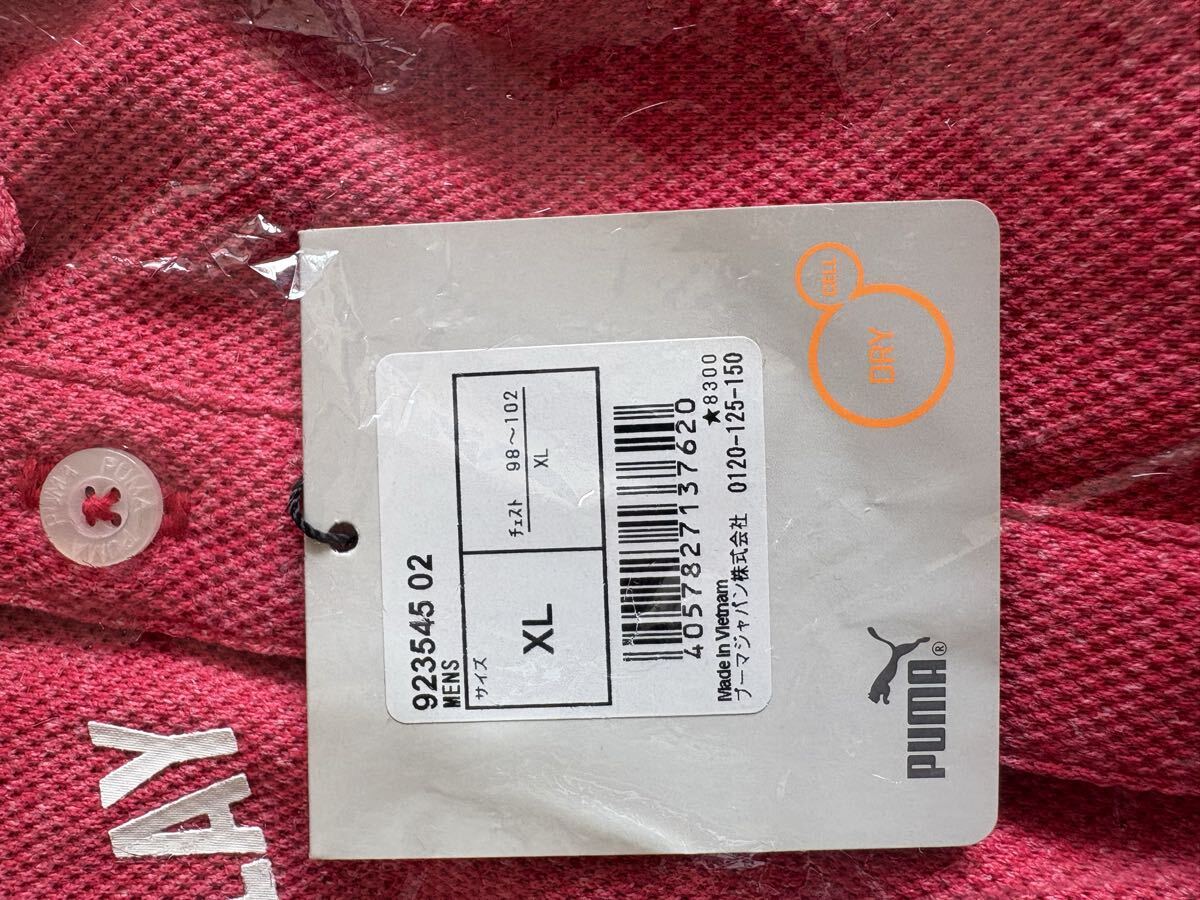 923545 02
MENS
サイズ
XL
チェスト 98～102
XL
4057827137620
★8300
Made in Vietnam
プーマジャパン株式会社 0120-125-150
DRY
CELL
PUMA®
PUMA
LAY